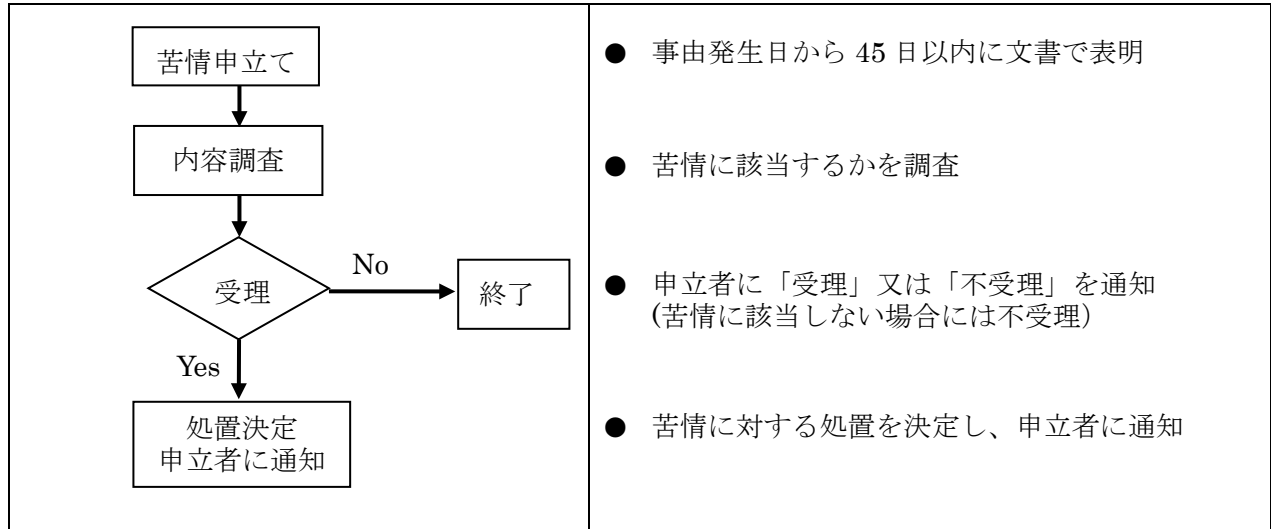 苦情申立て
内容調査
受理
No
終了
Yes
処置決定
申立者に通知
● 事由発生日から 45 日以内に文書で表明
● 苦情に該当するかを調査
● 申立者に「受理」又は「不受理」を通知
(苦情に該当しない場合には不受理)
● 苦情に対する処置を決定し、申立者に通知